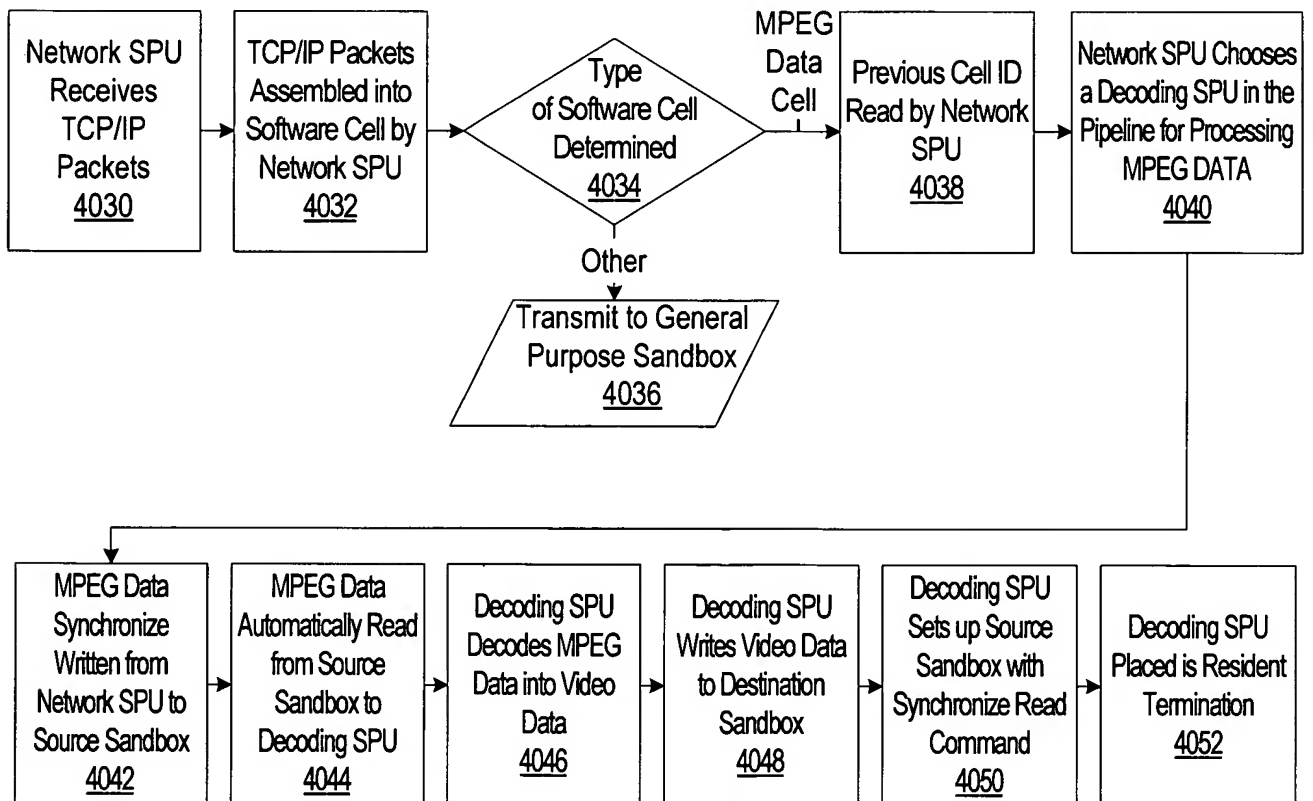 Network SPU
Receives
TCP/IP
Packets
4030
TCP/IP Packets
Assembled into
Software Cell by
Network SPU
4032
Type
of Software Cell
Determined
4034
MPEG
Data
Cell
Previous Cell ID
Read by Network
SPU
4038
Network SPU Chooses
a Decoding SPU in the
Pipeline for Processing
MPEG DATA
4040
Other
Transmit to General
Purpose Sandbox
4036
MPEG Data
Synchronize
Written from
Network SPU to
Source Sandbox
4042
MPEG Data
Automatically Read
from Source
Sandbox to
Decoding SPU
4044
Decoding SPU
Decodes MPEG
Data into Video
Data
4046
Decoding SPU
Writes Video Data
to Destination
Sandbox
4048
Decoding SPU
Sets up Source
Sandbox with
Synchronize Read
Command
4050
Decoding SPU
Placed is Resident
Termination
4052